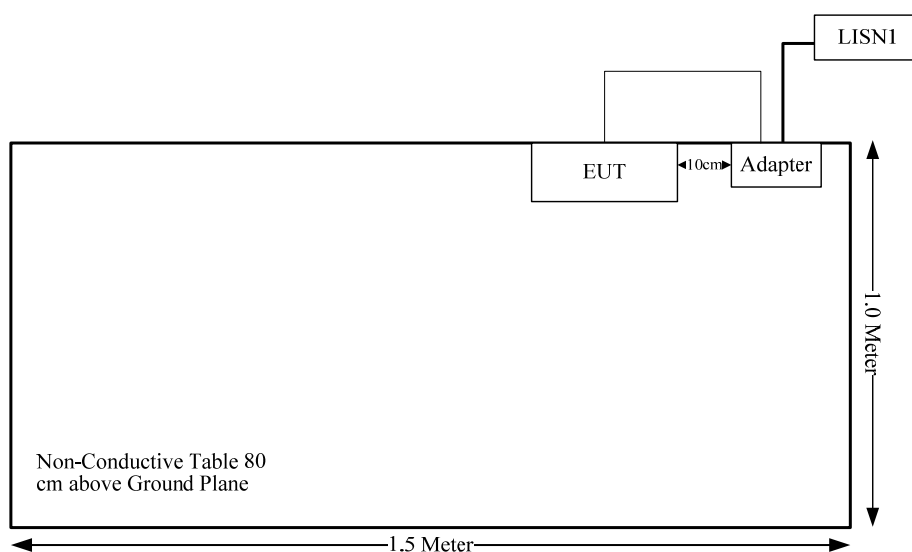 LISN1
EUT
10cm
Adapter
1.0 Meter
Non-Conductive Table 80
cm above Ground Plane
1.5 Meter